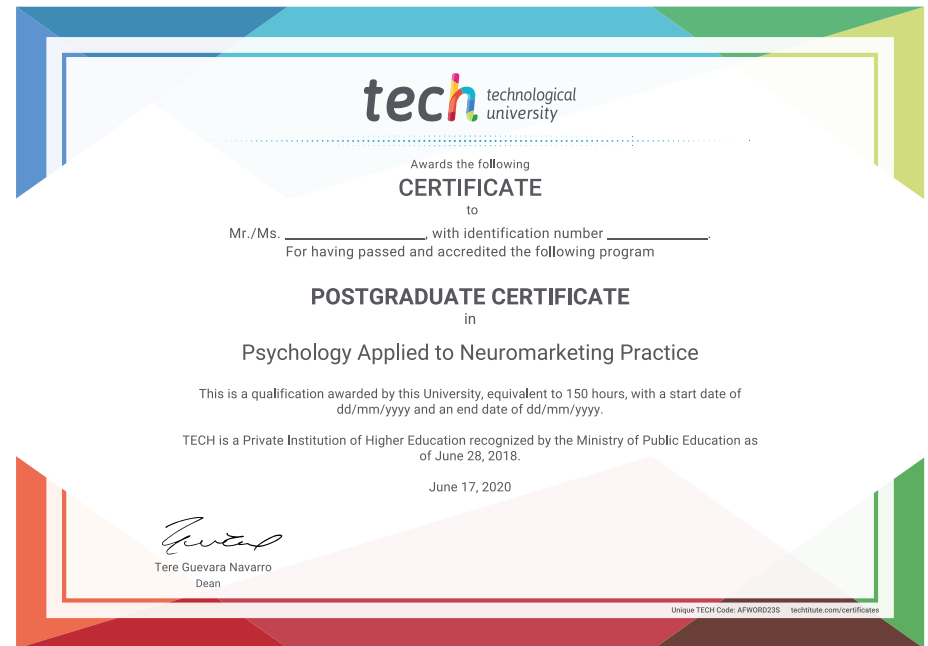 tech technological
university
Awards the following
CERTIFICATE
to
Mr./Ms. ____________________, with identification number ______________.
For having passed and accredited the following program
POSTGRADUATE CERTIFICATE
in
Psychology Applied to Neuromarketing Practice
This is a qualification awarded by this University, equivalent to 150 hours, with a start date of
dd/mm/yyyy and an end date of dd/mm/yyyy.
TECH is a Private Institution of Higher Education recognized by the Ministry of Public Education as
of June 28, 2018.
June 17, 2020
Tere Guevara Navarro
Dean
Unique TECH Code: AFWORD23S techtitute.com/certificates